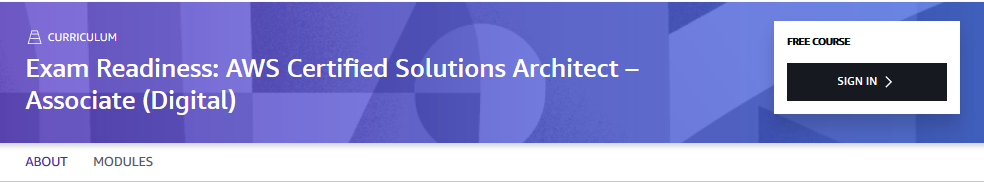 CURRICULUM
Exam Readiness: AWS Certified Solutions Architect –
Associate (Digital)
FREE COURSE
SIGN IN
ABOUT
MODULES